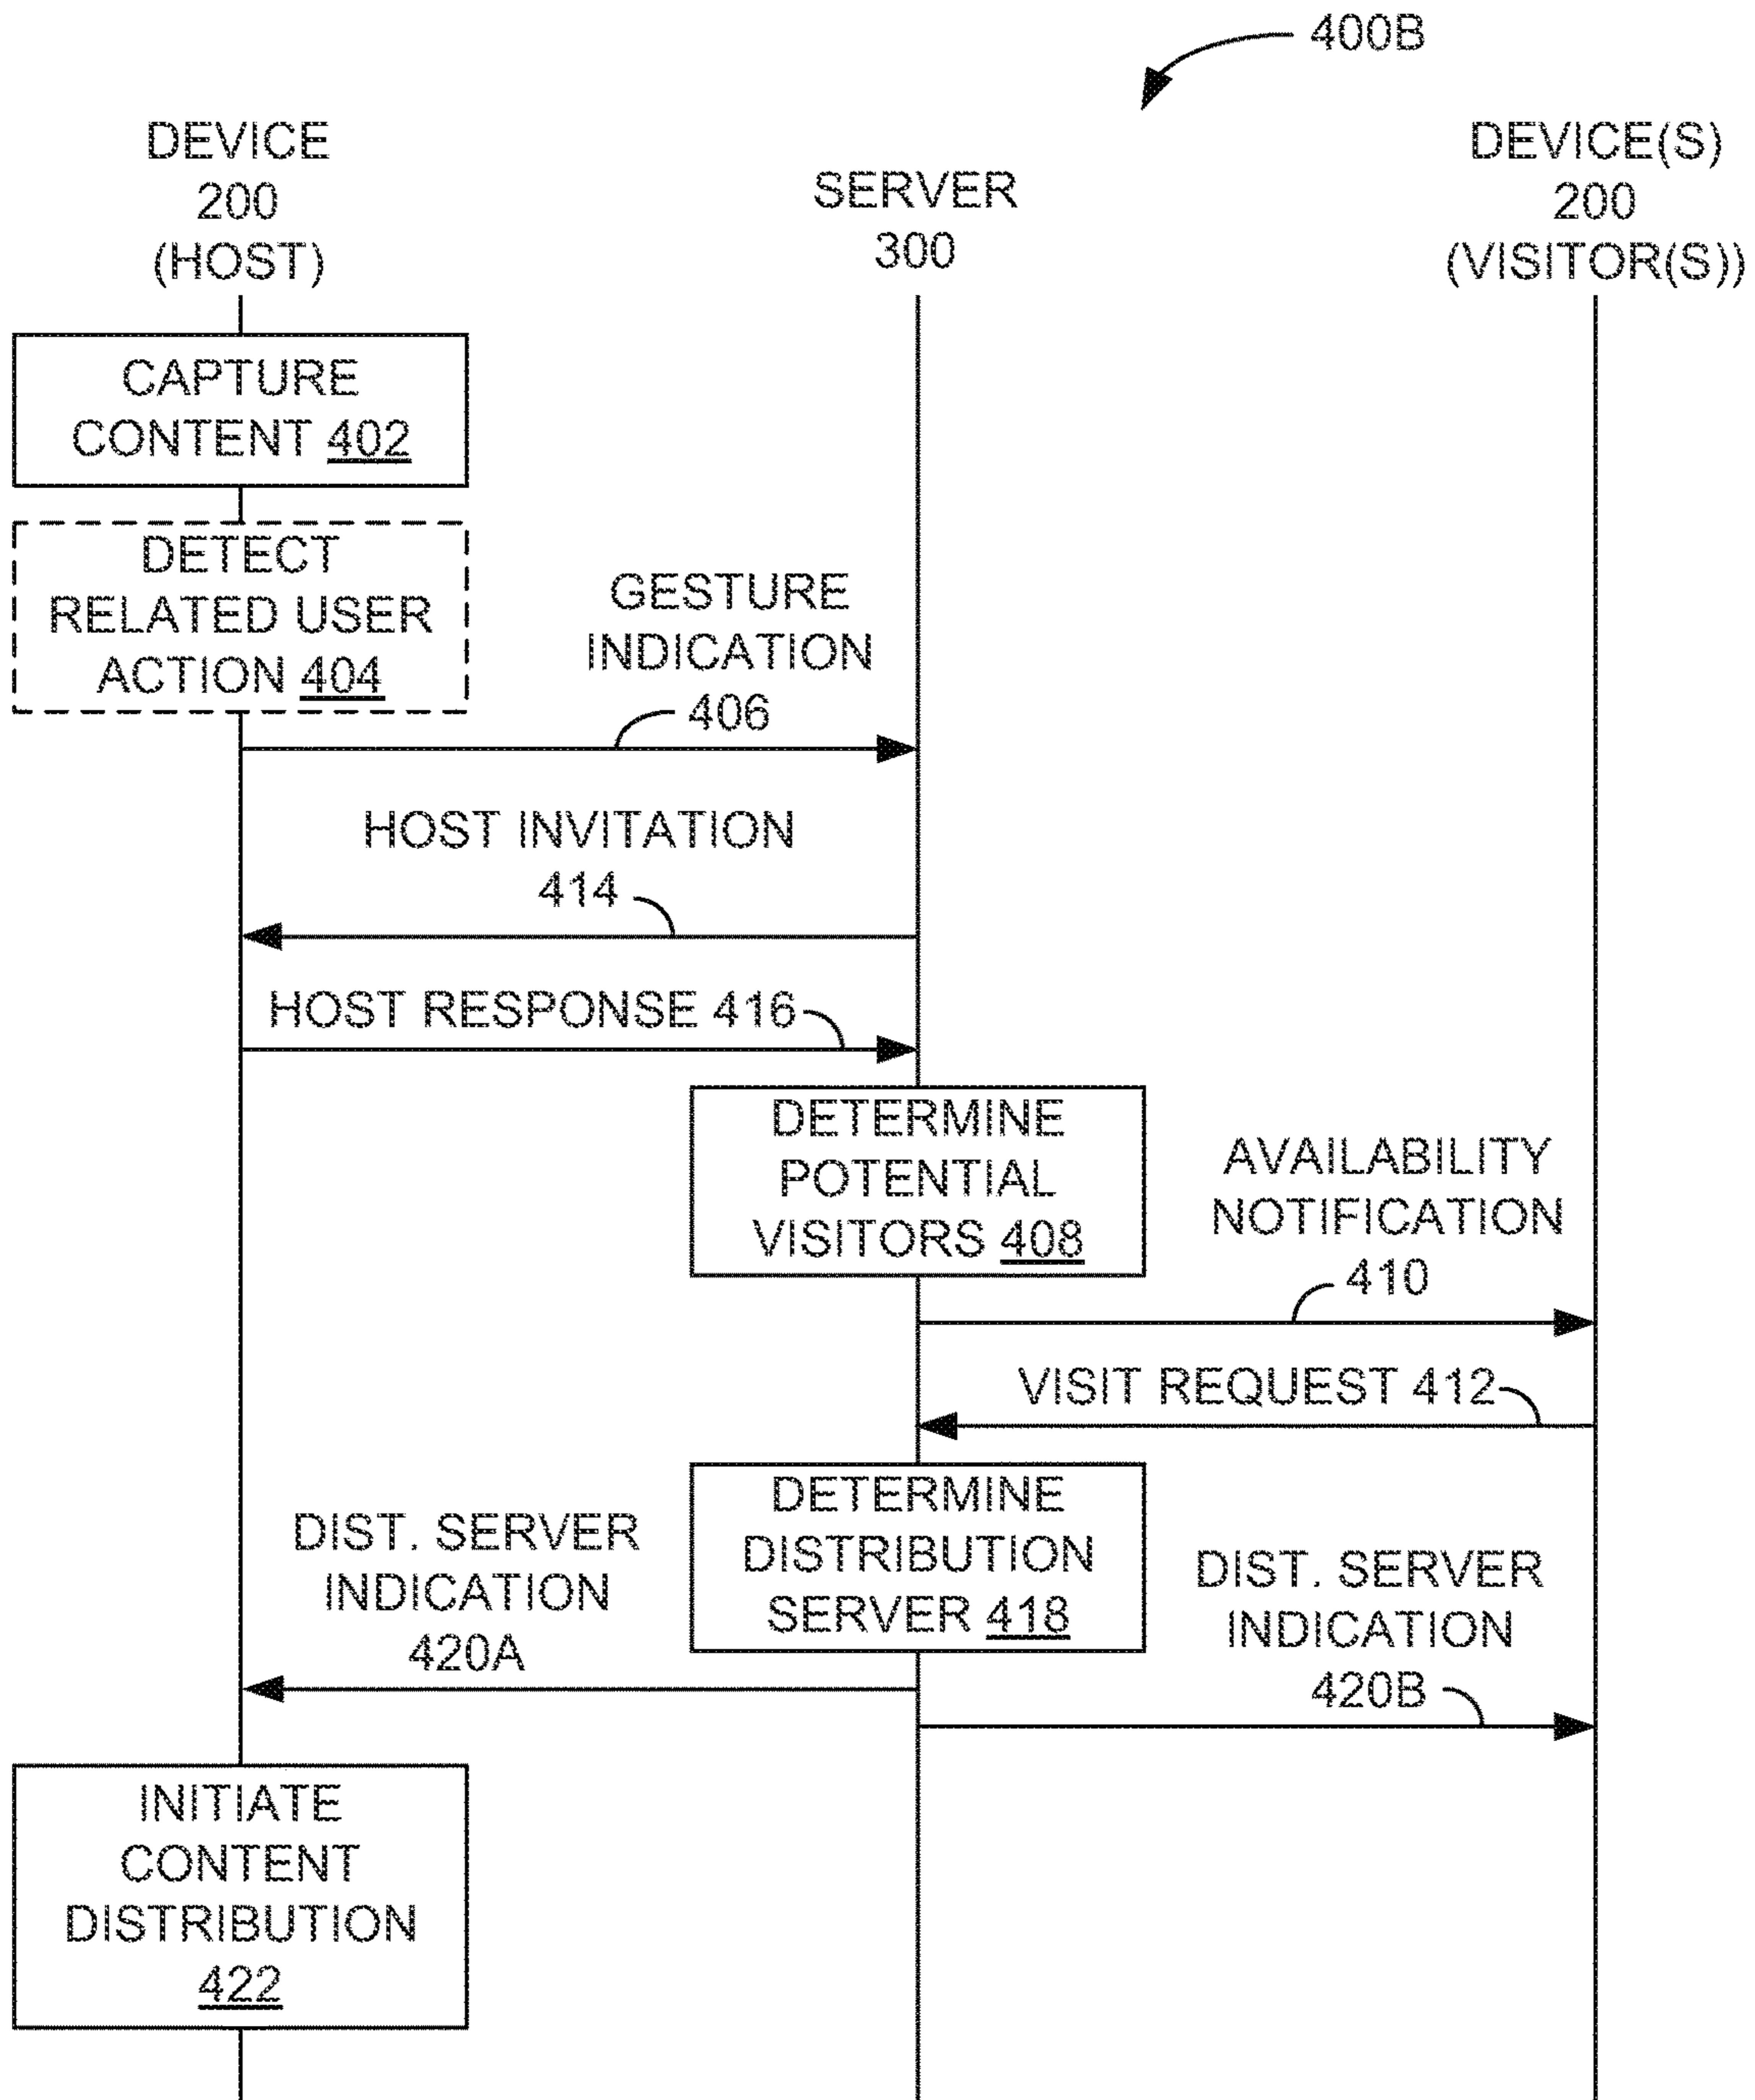 400B
DEVICE
200
(HOST)
SERVER
300
DEVICE(S)
200
(VISITOR(S))
CAPTURE
CONTENT 402
DETECT
RELATED USER
ACTION 404
GESTURE
INDICATION
406
HOST INVITATION
414
HOST RESPONSE 416
DETERMINE
POTENTIAL
VISITORS 408
AVAILABILITY
NOTIFICATION
410
VISIT REQUEST 412
DETERMINE
DISTRIBUTION
SERVER 418
DIST. SERVER
INDICATION
420A
DIST. SERVER
INDICATION
420B
INITIATE
CONTENT
DISTRIBUTION
422